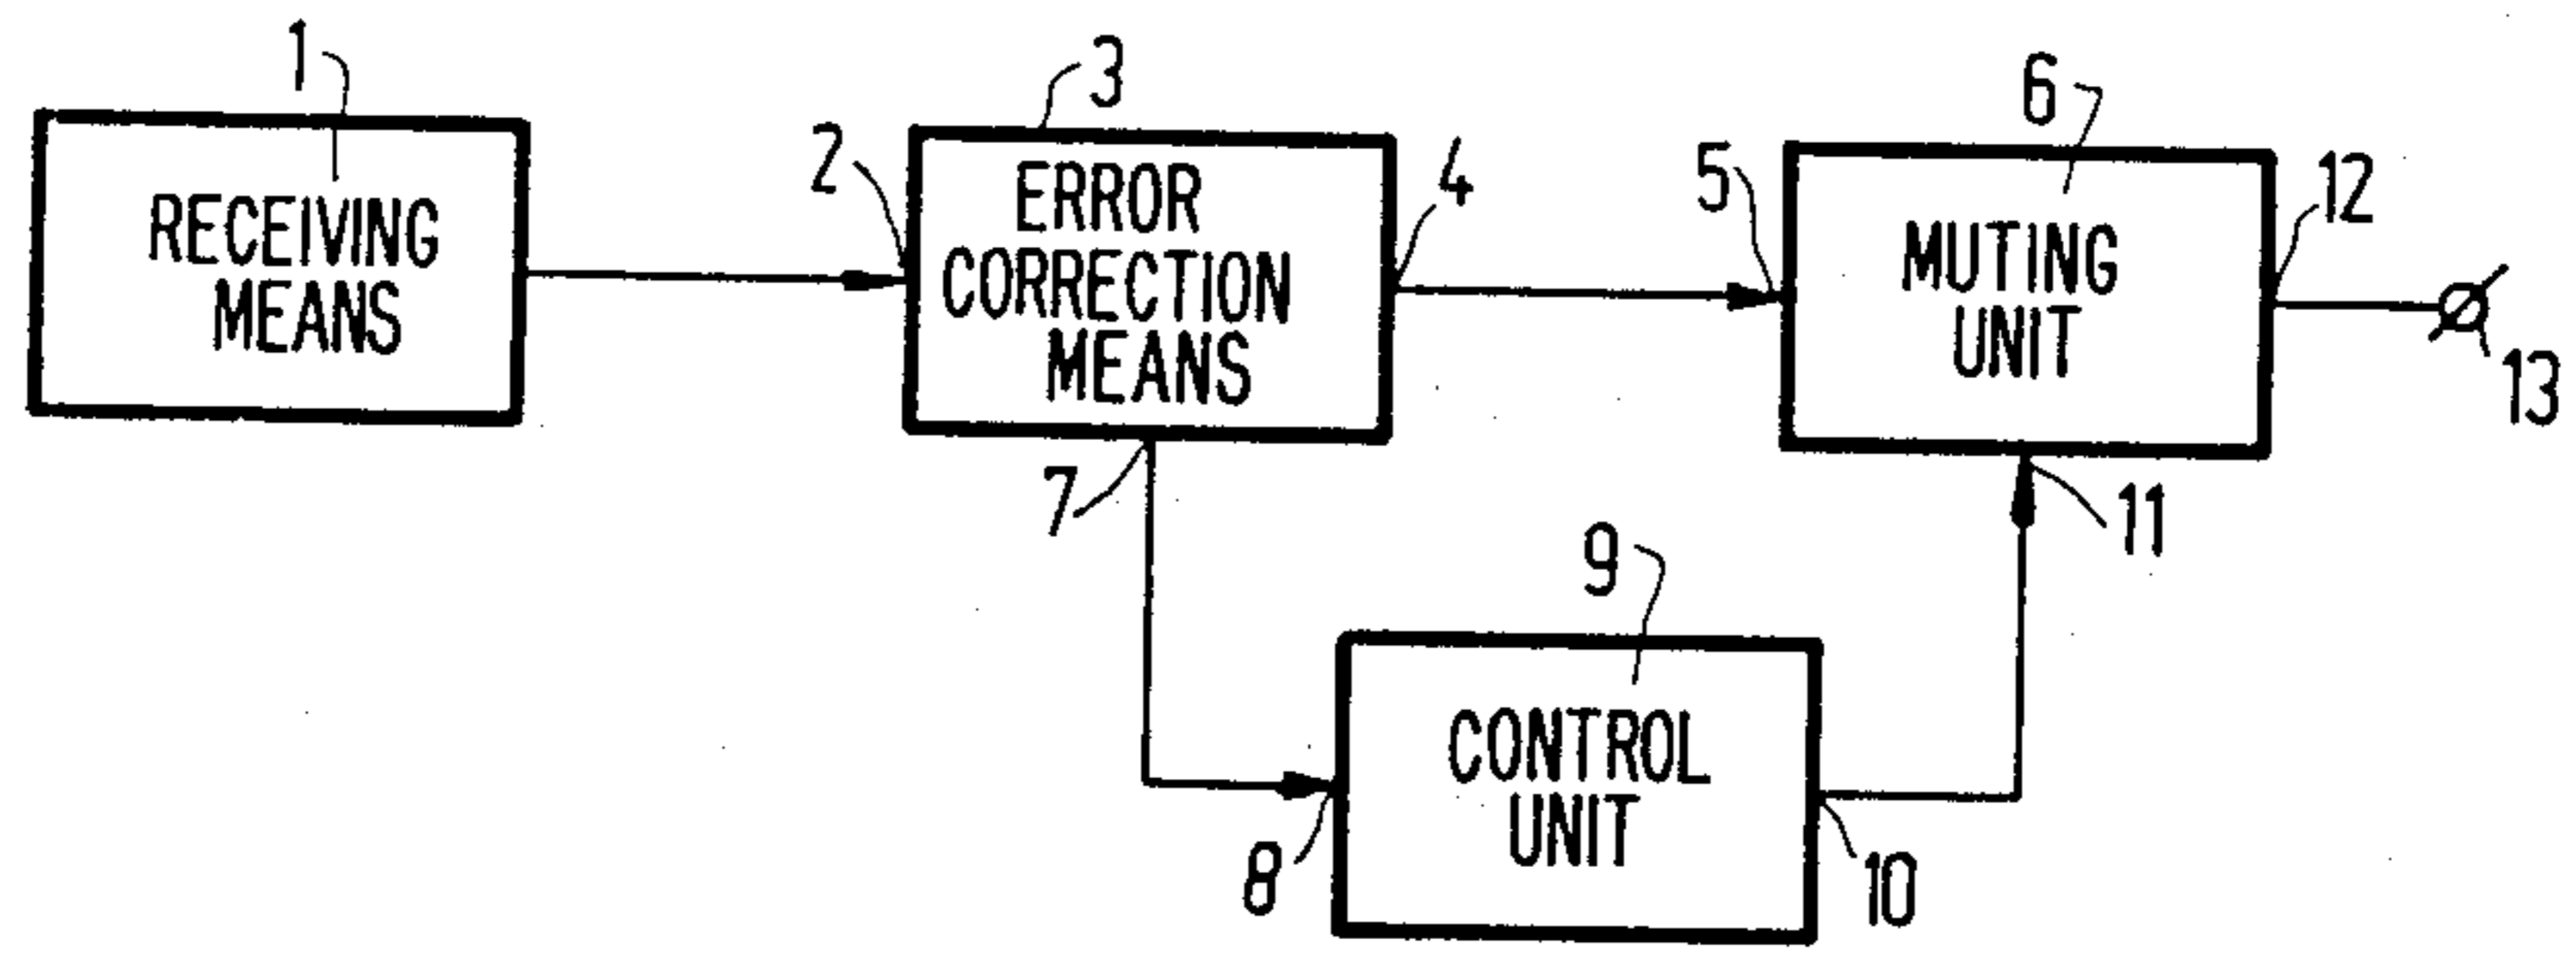 1
RECEIVING
MEANS
2
3
ERROR
CORRECTION
MEANS
4
5
6
MUTING
UNIT
12
13
7
11
9
CONTROL
UNIT
8
10